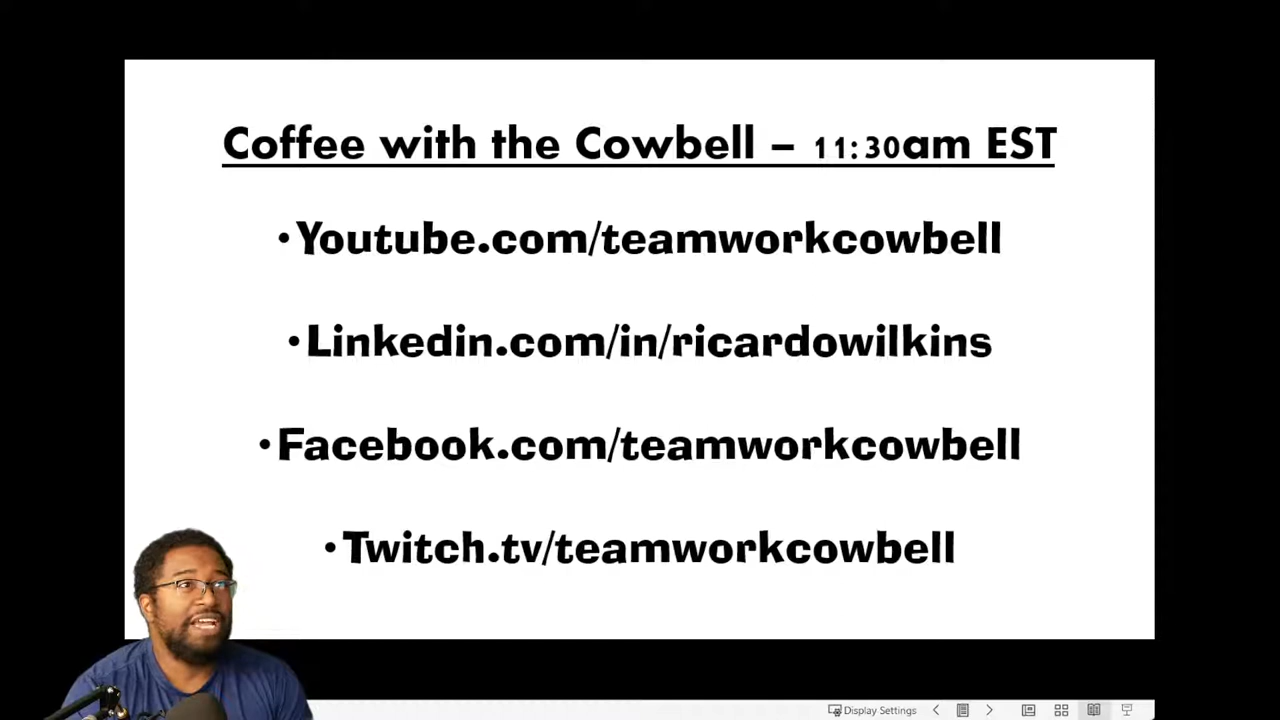 Coffee with the Cowbell – 11:30am EST
•Youtube.com/teamworkcowbell
•Linkedin.com/in/ricardowilkins
•Facebook.com/teamworkcowbell
•Twitch.tv/teamworkcowbell
Display Settings